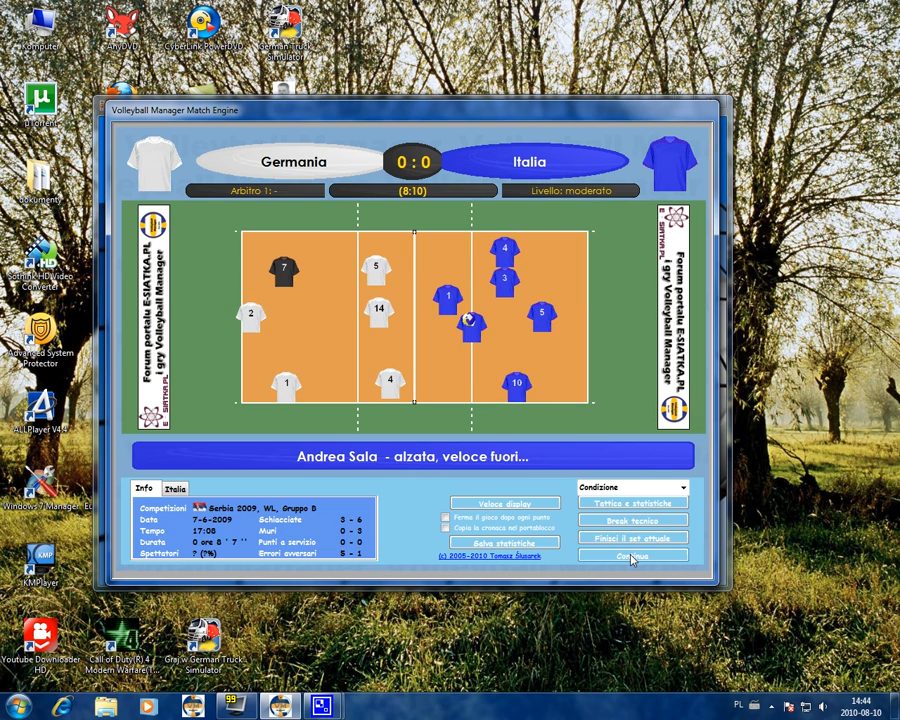 Komputer
AnyDVD
CyberLink PowerDVD
German Truck
Simulator
uTorrent
dokumenty
Sothink HD Video
Converter
Advanced System
Protector
ALLPlayer V4.4
Windows 7 Manager
KMPlayer
Youtube Downloader
HD
Call of Duty(R) 4
Modern Warfare(T...
Graj w German Truck
Simulator
Volleyball Manager Match Engine
Germania
0 : 0
Italia
Arbitro 1: -
(8:10)
Livello: moderato
Forum portalu E-SIATKA.PL
i gry Volleyball Manager
E SIATKA.PL
Forum portalu E-SIATKA.PL
i gry Volleyball Manager
E SIATKA.PL
7
5
2
14
1
4
4
3
1
5
10
Andrea Sala - alzata, veloce fuori...
Info
Italia
Competizioni Serbia 2009, WL, Gruppo B
Data 7-6-2009 Schiacciate 3 - 6
Tempo 17:08 Muri 0 - 3
Durata 0 ore 8 ' 7 '' Punti a servizio 0 - 0
Spettatori ? (?%) Errori avversari 5 - 1
Veloce display
Ferma il gioco dopo ogni punto
Copia la cronaca nel portablocco
Salva statistiche
(c) 2005-2010 Tomasz Ślusarek
Condizione
Tattica e statistiche
Break tecnico
Finisci il set attuale
Continua
99
PL
14:44
2010-08-10